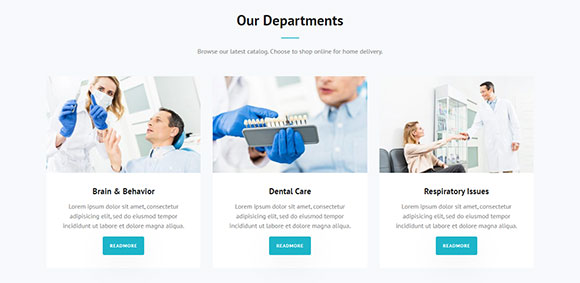 Our Departments
Browse our latest catalog. Choose to shop online for home delivery.
Brain & Behavior
Lorem ipsum dolor sit amet, consectetur
adipisicing elit, sed do eiusmod tempor
incididunt ut labore et dolore magna aliqua.
READMORE
Dental Care
Lorem ipsum dolor sit amet, consectetur
adipisicing elit, sed do eiusmod tempor
incididunt ut labore et dolore magna aliqua.
READMORE
Respiratory Issues
Lorem ipsum dolor sit amet, consectetur
adipisicing elit, sed do eiusmod tempor
incididunt ut labore et dolore magna aliqua.
READMORE